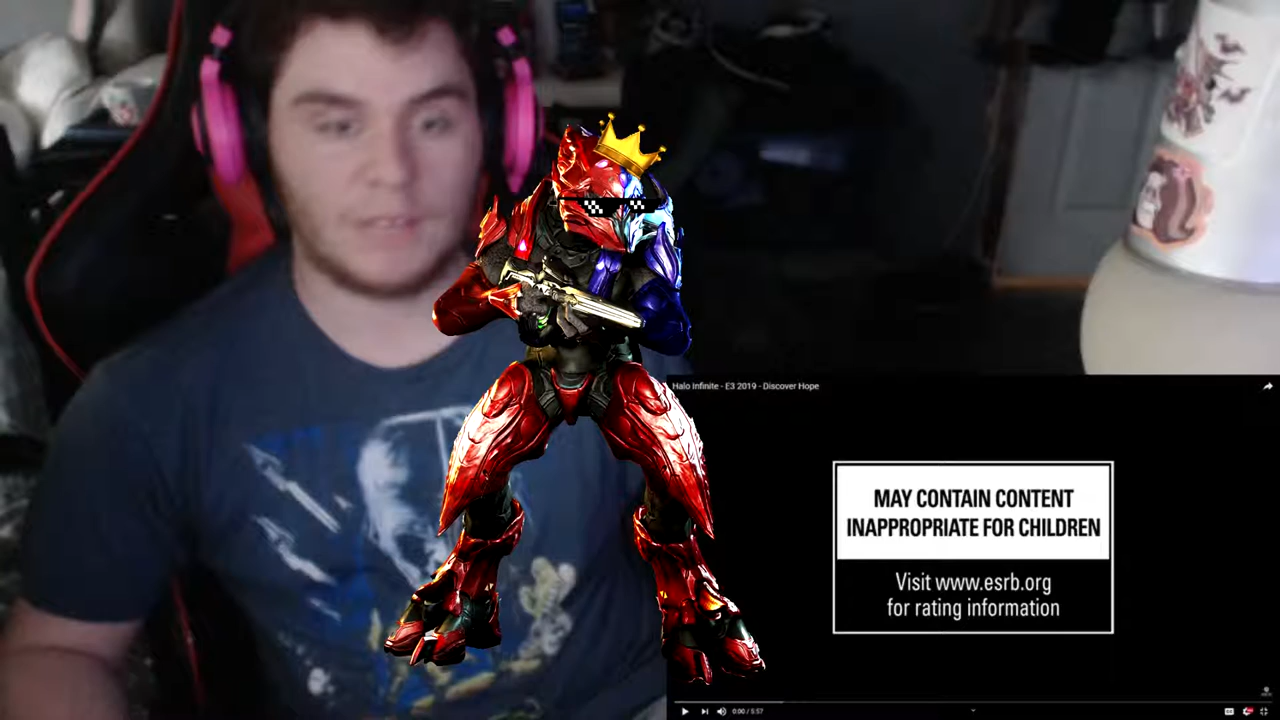 Halo Infinite - E3 2019 - Discover Hope
MAY CONTAIN CONTENT
INAPPROPRIATE FOR CHILDREN
Visit www.esrb.org
for rating information
0:00 / 5:57